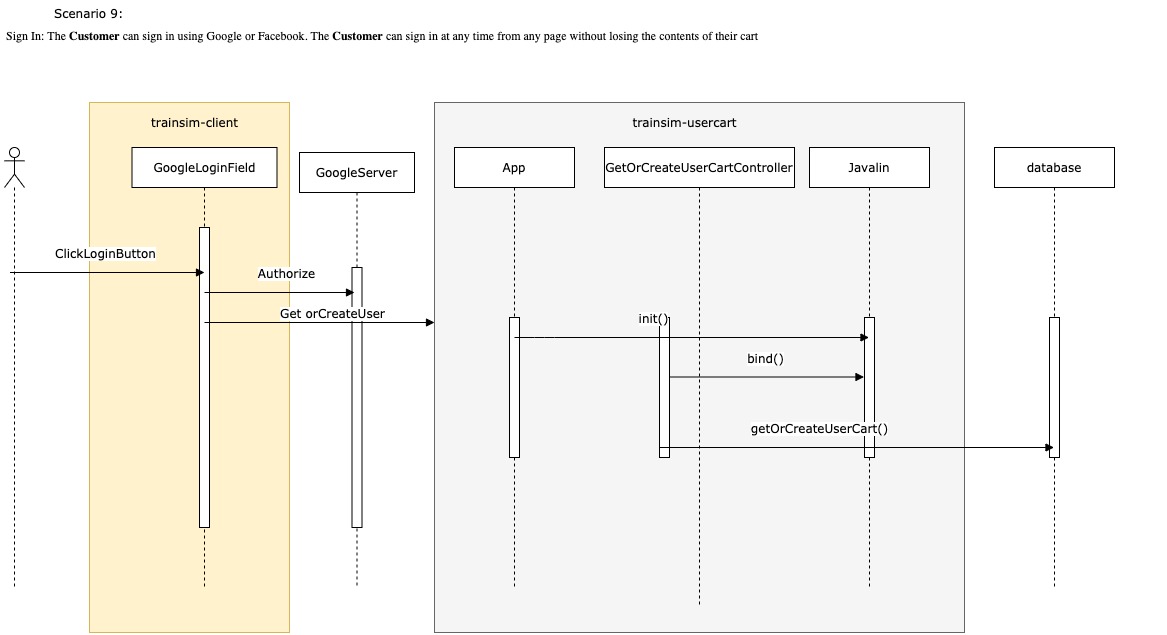 Scenario 9:
Sign In: The Customer can sign in using Google or Facebook. The Customer can sign in at any time from any page without losing the contents of their cart
trainsim-client
trainsim-usercart
GoogleLoginField
GoogleServer
App
GetOrCreateUserCartController
Javalin
database
ClickLoginButton
Authorize
Get orCreateUser
init()
bind()
getOrCreateUserCart()